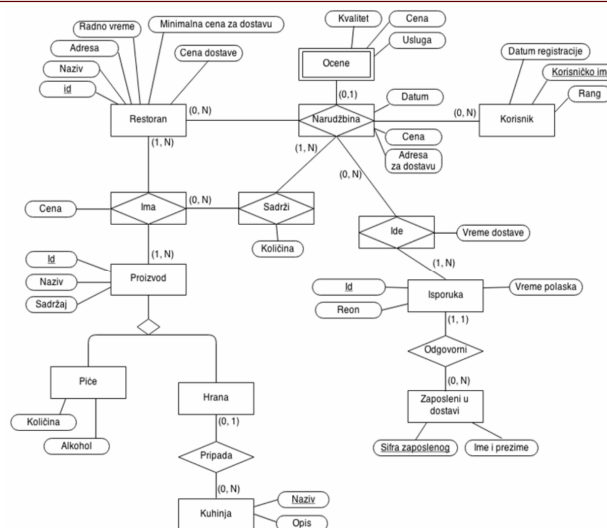 Radno vreme
Minimalna cena za dostavu
Adresa
Cena dostave
Naziv
id
Restoran
(0, N)
(1, N)
Kvalitet
Cena
Usluga
Ocene
(0,1)
Datum
Narudžbina
(0, N)
Cena
Adresa
za dostavu
(1, N)
(0, N)
Datum registracije
Korisničko im
Rang
Korisnik
Cena
Ima
(0, N)
Sadrži
Količina
Ide
Vreme dostave
(1, N)
(1, N)
Id
Naziv
Sadržaj
Proizvod
Id
Reon
Isporuka
Vreme polaska
(1, 1)
Odgovorni
(0, N)
Zaposleni u
dostavi
Sifra zaposlenog
Ime i prezime
Piće
Količina
Alkohol
Hrana
(0, 1)
Pripada
(0, N)
Kuhinja
Naziv
Opis